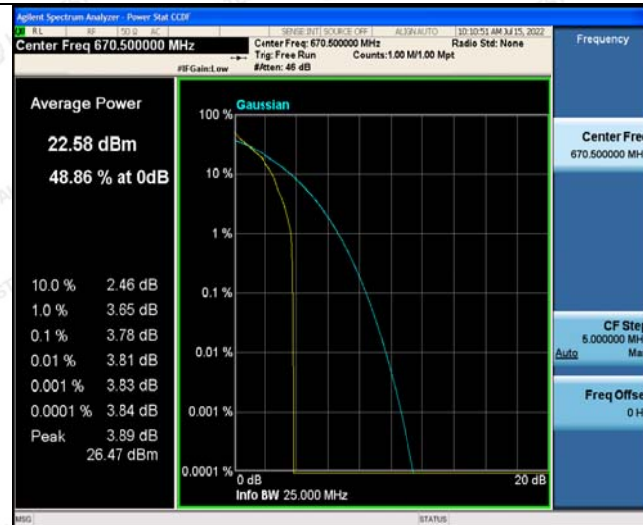 Agilent Spectrum Analyzer - Power Stat CCDF
RL RF 50 Ω AC SENSE:INT SOURCE OFF ALIGN AUTO 10:10:51 AM Jul 15, 2022
Center Freq 670.500000 MHz
Center Freq: 670.500000 MHz Radio Std: None
Trig: Free Run Counts:1.00 M/1.00 Mpt
#IFGain:Low #Atten: 46 dB
Frequency
Average Power
22.58 dBm
48.86 % at 0dB
10.0 % 2.46 dB
1.0 % 3.65 dB
0.1 % 3.78 dB
0.01 % 3.81 dB
0.001 % 3.83 dB
0.0001 % 3.84 dB
Peak 3.89 dB
26.47 dBm
Gaussian
100 %
10 %
1 %
0.1 %
0.01 %
0.001 %
0.0001 %
0 dB 20 dB
Info BW 25.000 MHz
Center Fre
670.500000 MH
CF Step
5.000000 MH
Auto Ma
Freq Offse
0 H
MSG STATUS